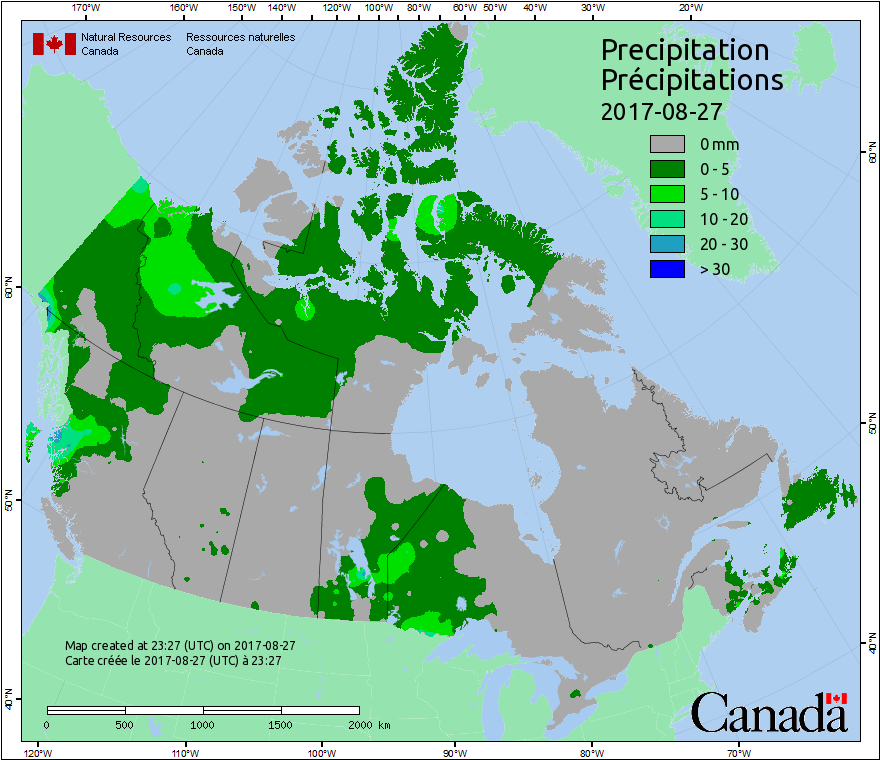 170°W 160°W 150°W 140°W 130°W 120°W 110°W 100°W 90°W 80°W 70°W 60°W 50°W 40°W 30°W 20°W
Natural Resources Ressources naturelles
Canada Canada
Precipitation
Précipitations
2017-08-27
0 mm
0 - 5
5 - 10
10 - 20
20 - 30
> 30
60°N
60°N
50°N
50°N
40°N
40°N
Map created at 23:27 (UTC) on 2017-08-27
Carte créée le 2017-08-27 (UTC) à 23:27
0 500 1000 1500 2000 km
Canada
120°W 110°W 100°W 90°W 80°W 70°W